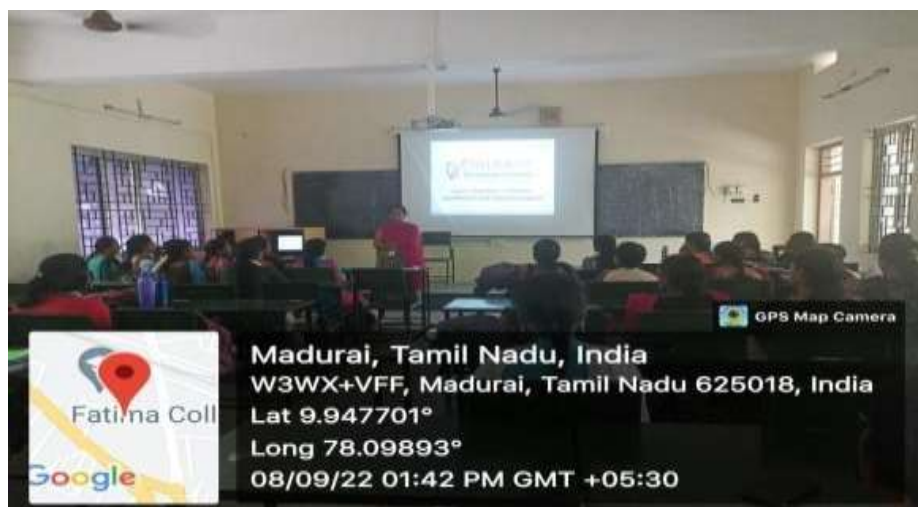 GPS Map Camera
Madurai, Tamil Nadu, India
W3WX+VFF, Madurai, Tamil Nadu 625018, India
Lat 9.947701°
Long 78.09893°
08/09/22 01:42 PM GMT +05:30
Fatima Coll
Google